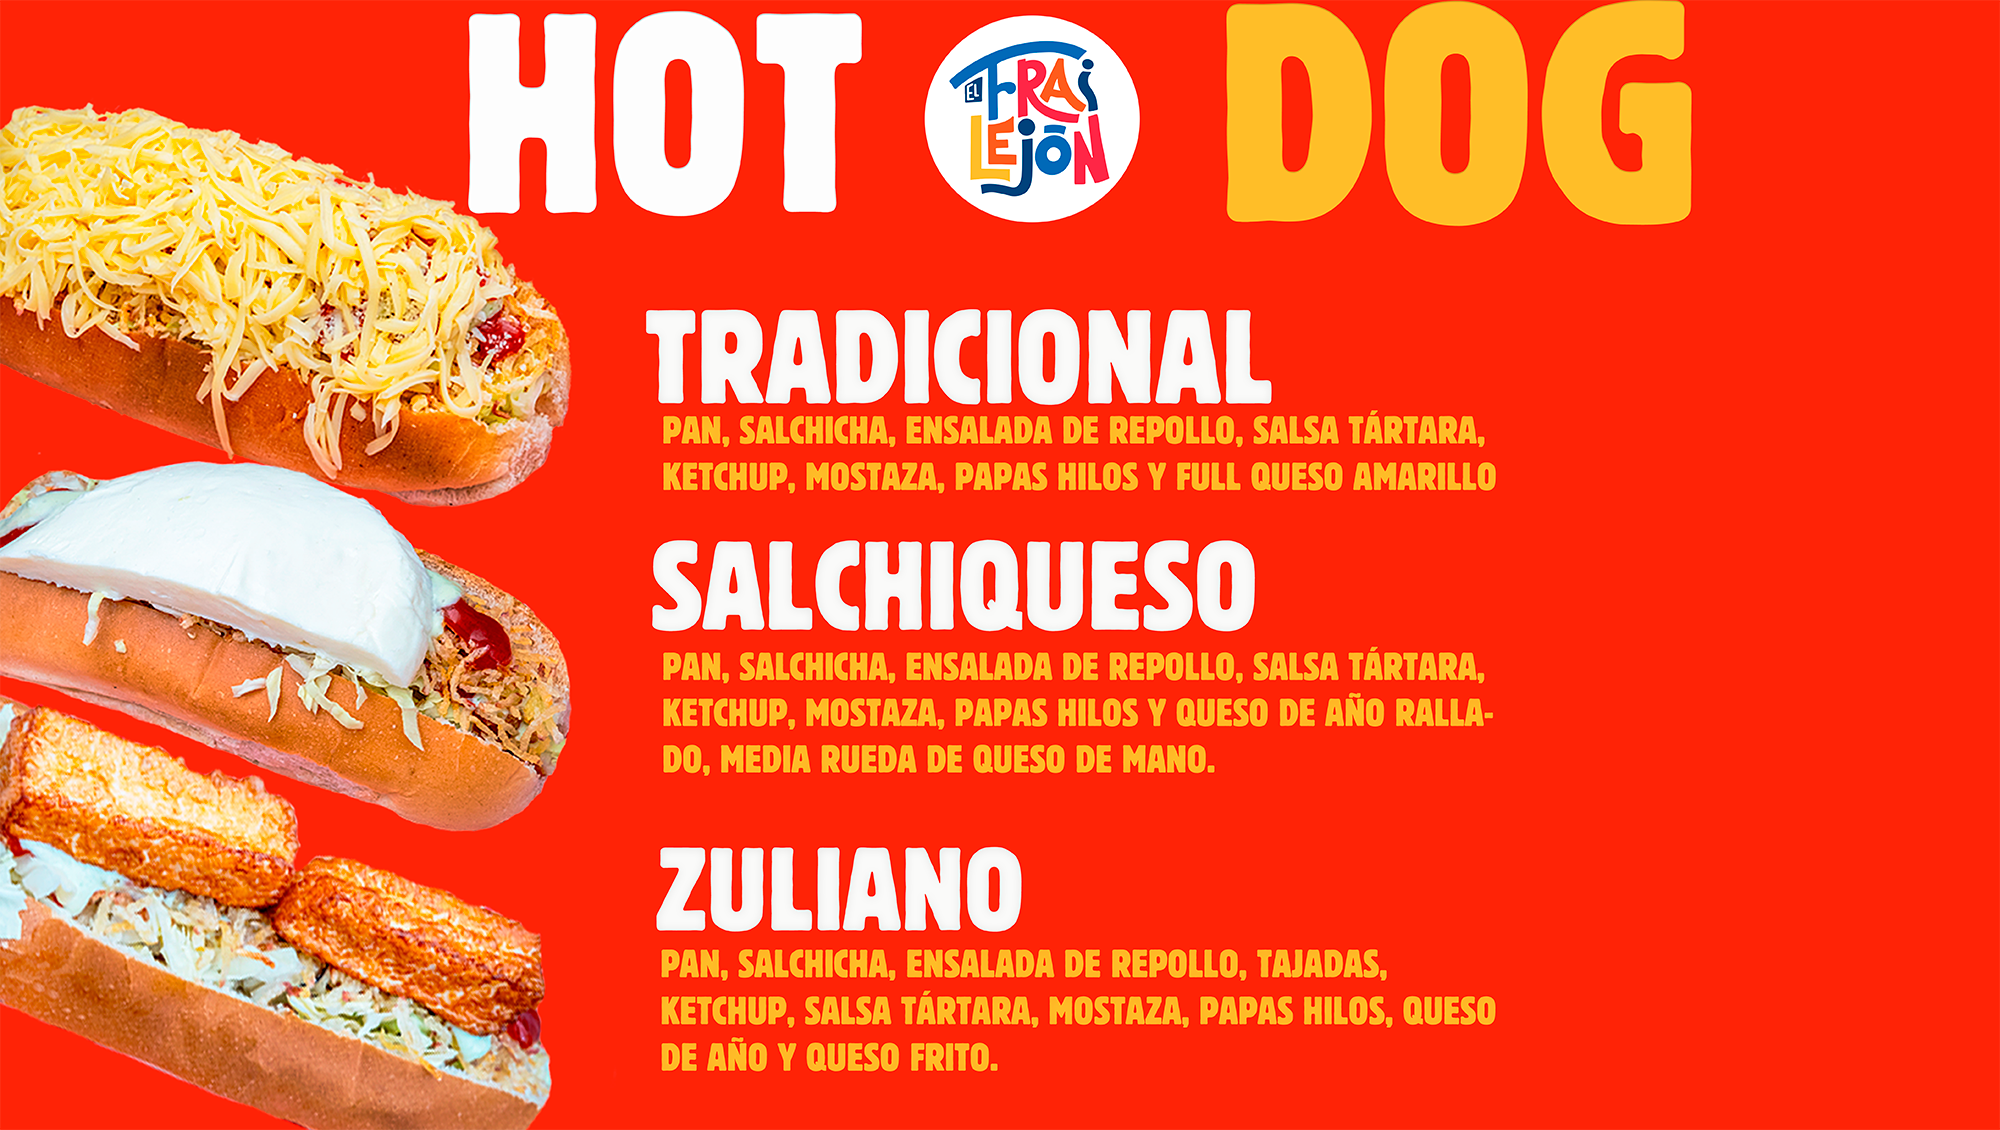 HOT DOG
EL FRAILEJÓN
TRADICIONAL
PAN, SALCHICHA, ENSALADA DE REPOLLO, SALSA TÁRTARA,
KETCHUP, MOSTAZA, PAPAS HILOS Y FULL QUESO AMARILLO
SALCHIQUESO
PAN, SALCHICHA, ENSALADA DE REPOLLO, SALSA TÁRTARA,
KETCHUP, MOSTAZA, PAPAS HILOS Y QUESO DE AÑO RALLA-
DO, MEDIA RUEDA DE QUESO DE MANO.
ZULIANO
PAN, SALCHICHA, ENSALADA DE REPOLLO, TAJADAS,
KETCHUP, SALSA TÁRTARA, MOSTAZA, PAPAS HILOS, QUESO
DE AÑO Y QUESO FRITO.